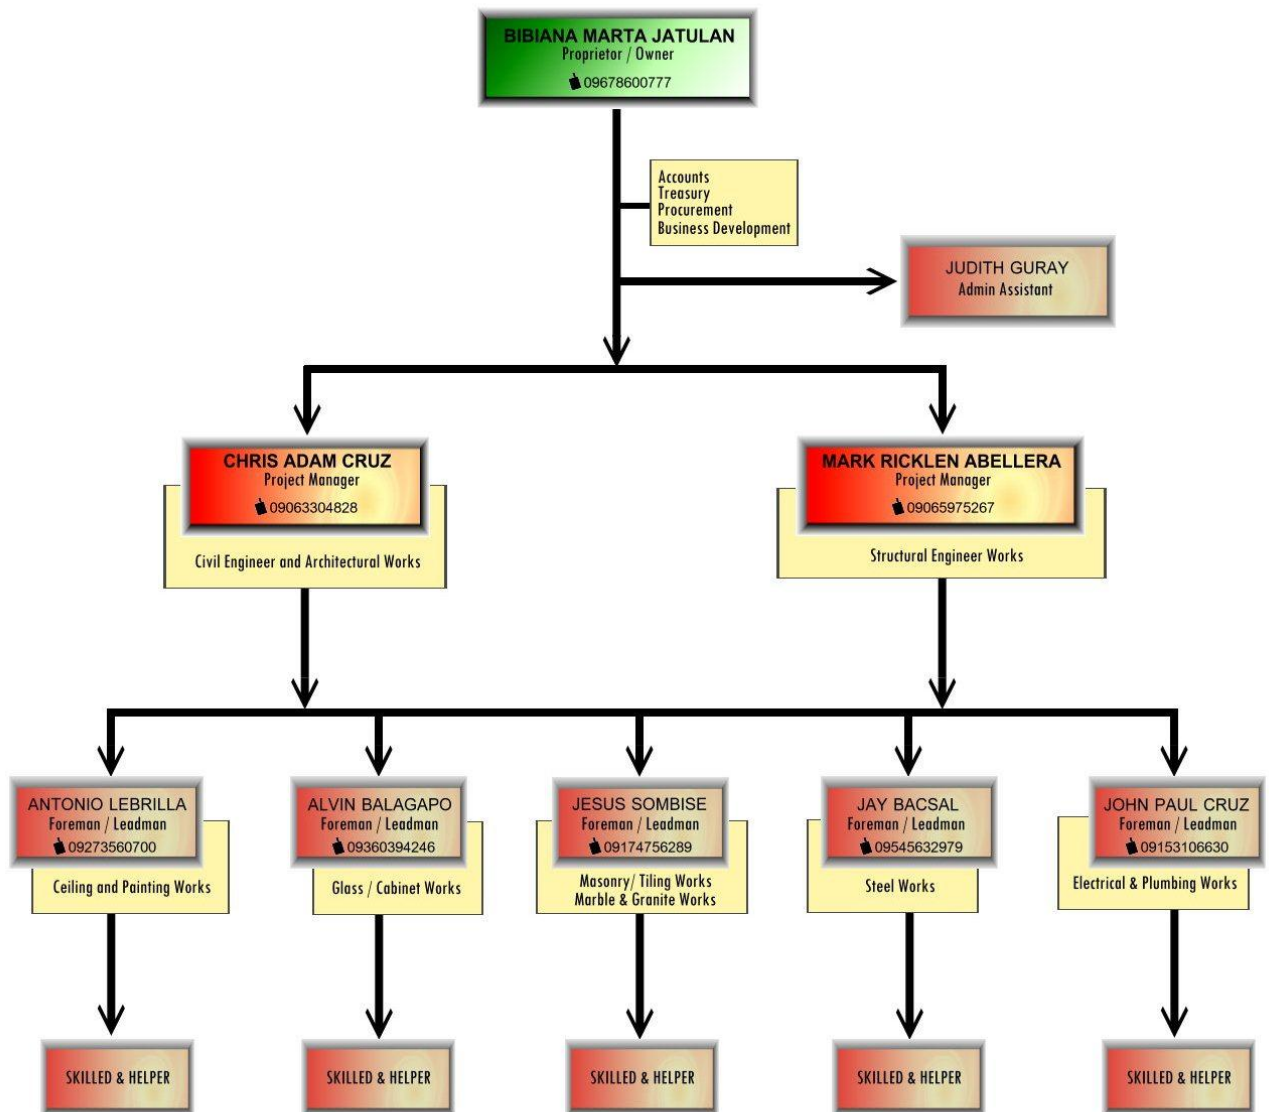 BIBIANA MARTA JATULAN
Proprietor / Owner
09678600777
Accounts
Treasury
Procurement
Business Development
JUDITH GURAY
Admin Assistant
CHRIS ADAM CRUZ
Project Manager
09063304828
Civil Engineer and Architectural Works
MARK RICKLEN ABELLERA
Project Manager
09065975267
Structural Engineer Works
ANTONIO LEBRILLA
Foreman / Leadman
09273560700
Ceiling and Painting Works
ALVIN BALAGAPO
Foreman / Leadman
09360394246
Glass / Cabinet Works
JESUS SOMBISE
Foreman / Leadman
09174756289
Masonry/ Tiling Works
Marble & Granite Works
JAY BACSAL
Foreman / Leadman
09545632979
Steel Works
JOHN PAUL CRUZ
Foreman / Leadman
09153106630
Electrical & Plumbing Works
SKILLED & HELPER
SKILLED & HELPER
SKILLED & HELPER
SKILLED & HELPER
SKILLED & HELPER